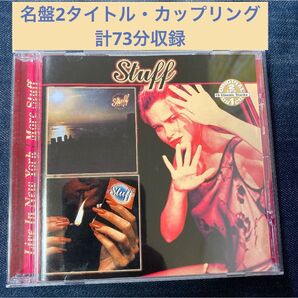 名盤2タイトル・カップリング
計73分収録
Stuff
Live In New York
More Stuff
Stuff
Stuff